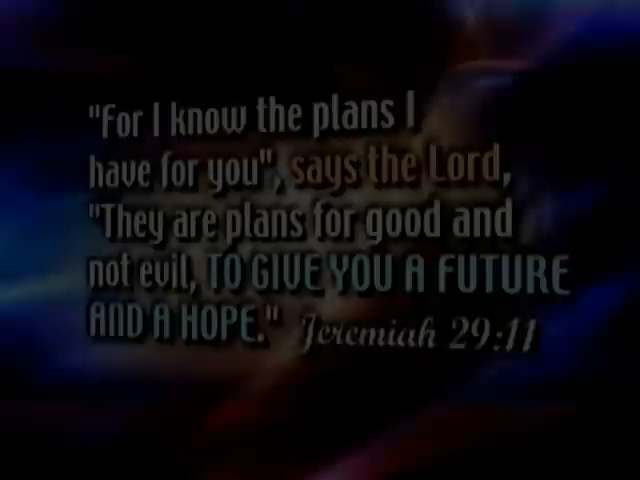 "For I know the plans I
have for you", says the Lord,
"They are plans for good and
not evil, TO GIVE YOU A FUTURE
AND A HOPE." Jeremiah 29:11